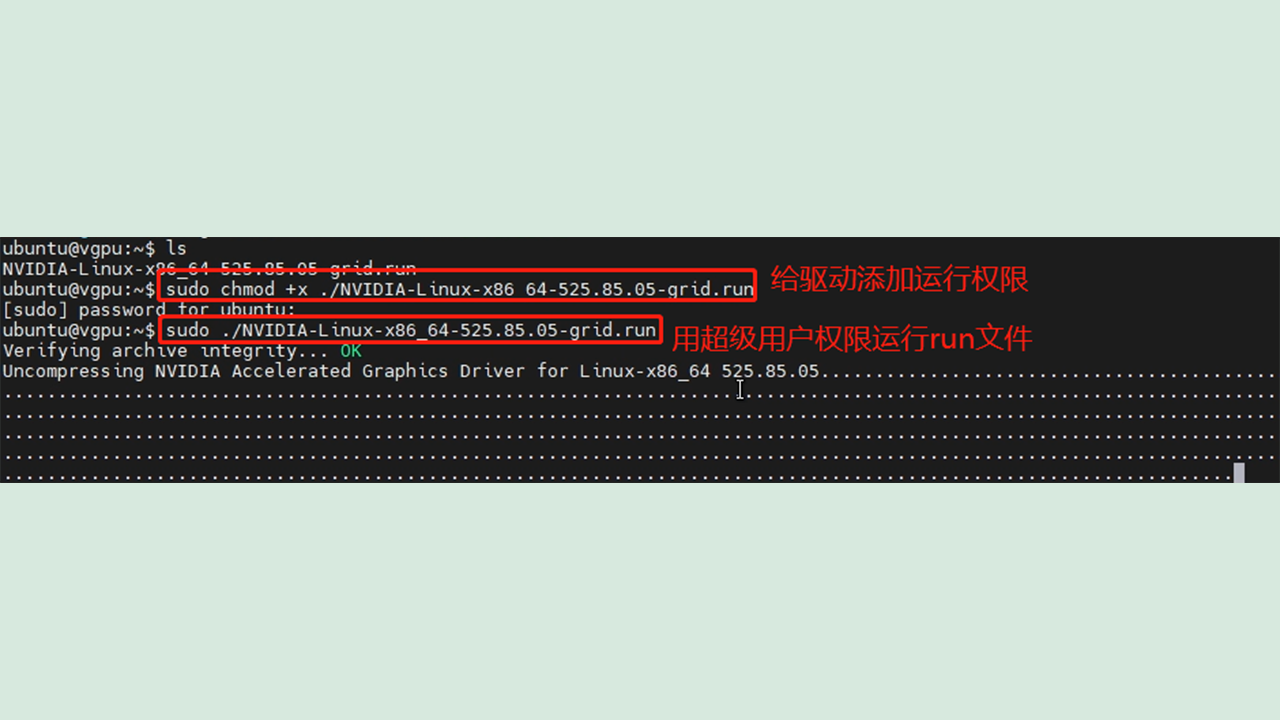 ubuntu@vgpu:~$ ls
NVIDIA-Linux-x86_64-525.85.05-grid.run
ubuntu@vgpu:~$ sudo chmod +x ./NVIDIA-Linux-x86_64-525.85.05-grid.run
给驱动添加运行权限
[sudo] password for ubuntu:
ubuntu@vgpu:~$ sudo ./NVIDIA-Linux-x86_64-525.85.05-grid.run
用超级用户权限运行run文件
Verifying archive integrity... OK
Uncompressing NVIDIA Accelerated Graphics Driver for Linux-x86_64 525.85.05..........................................